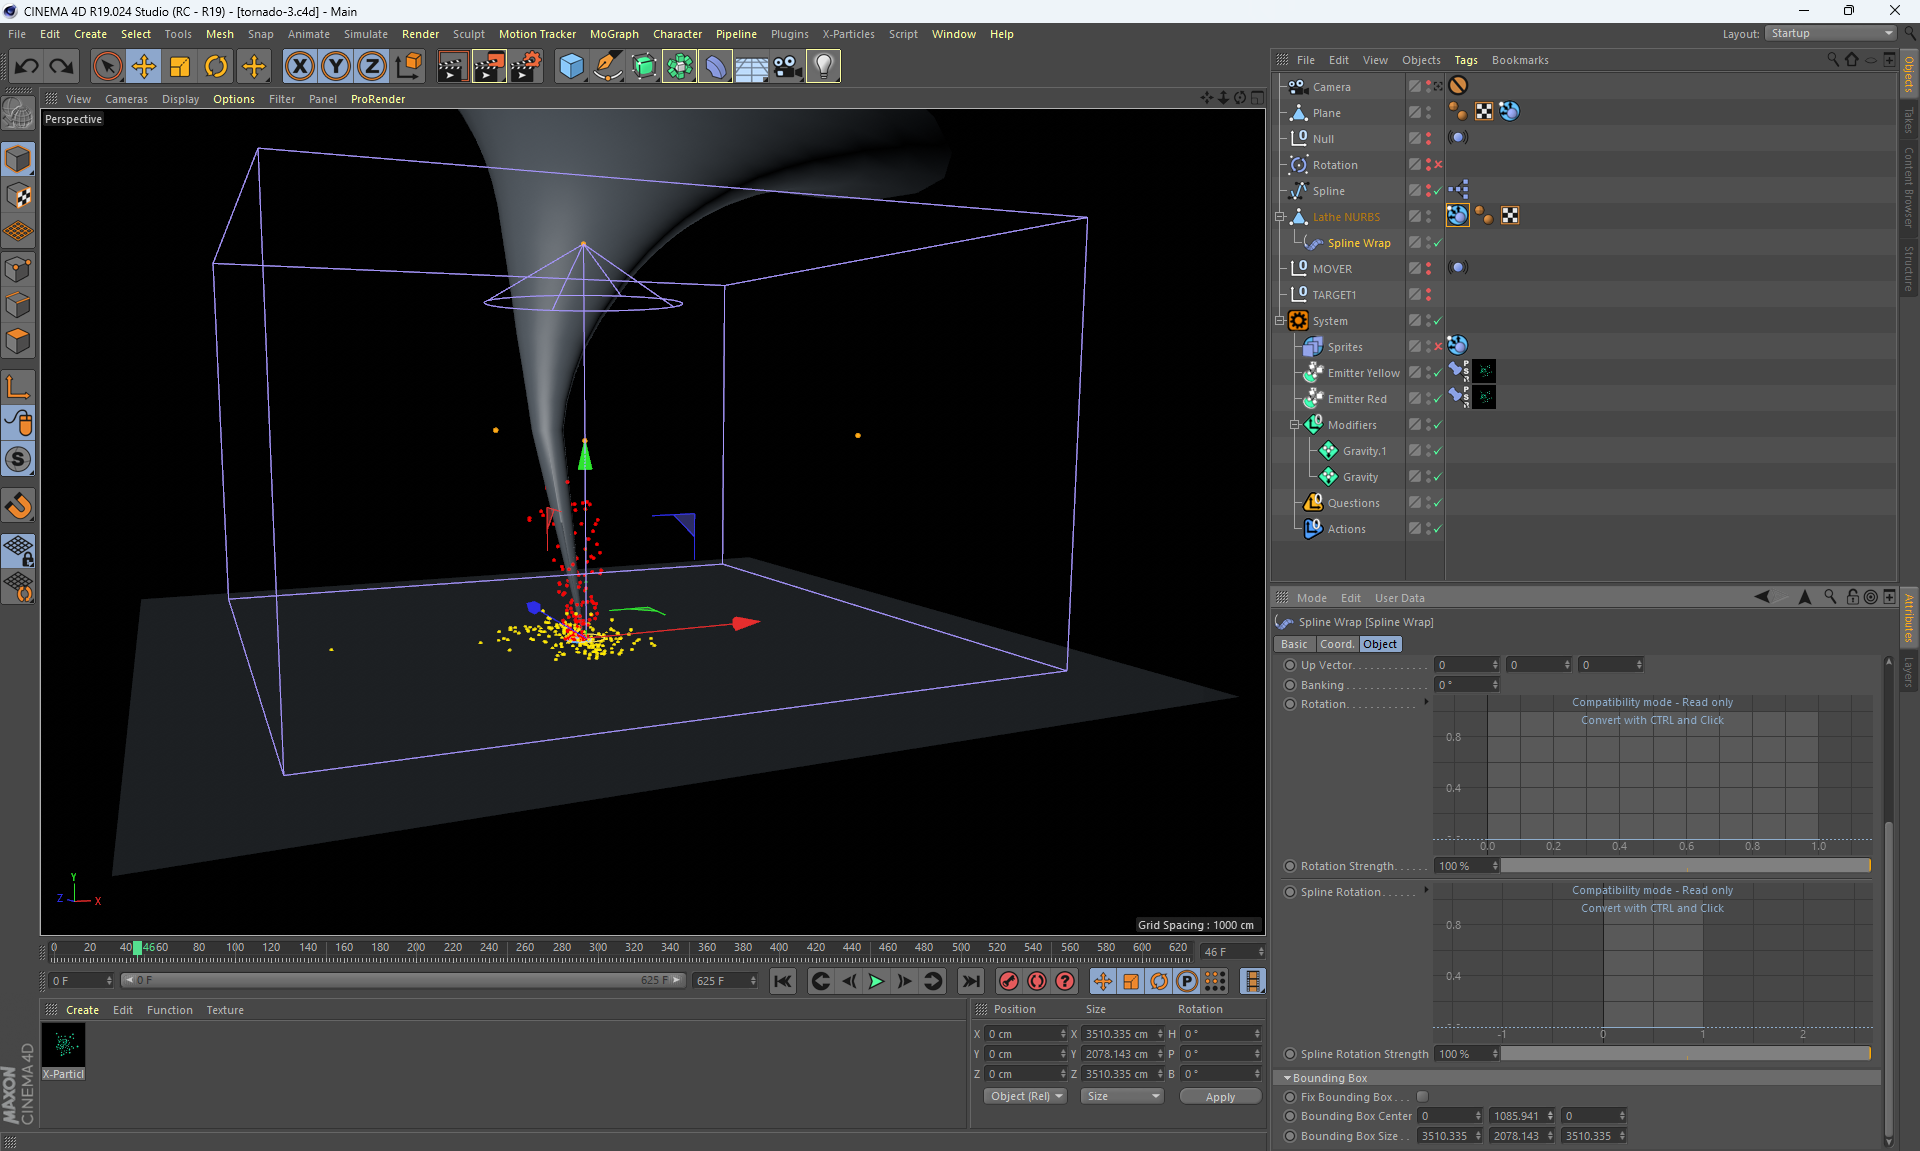 CINEMA 4D R19.024 Studio (RC - R19) - [tornado-3.c4d] - Main
File Edit Create Select Tools Mesh Snap Animate Simulate Render Sculpt Motion Tracker MoGraph Character Pipeline Plugins X-Particles Script Window Help
Layout: Startup
View Cameras Display Options Filter Panel ProRender
Perspective
Grid Spacing : 1000 cm
Y
Z
X
File Edit View Objects Tags Bookmarks
Camera
Plane
Null
Rotation
Spline
Lathe NURBS
Spline Wrap
MOVER
TARGET1
System
Sprites
Emitter Yellow
Emitter Red
Modifiers
Gravity.1
Gravity
Questions
Actions
Objects
Takes
Content Browser
Structure
Attributes
Layers
Mode Edit User Data
Spline Wrap [Spline Wrap]
Basic Coord. Object
Up Vector 0 0 0
Banking 0 °
Rotation
Compatibility mode - Read only
Convert with CTRL and Click
0.8
0.4
0.0 0.2 0.4 0.6 0.8 1.0
Rotation Strength 100 %
Spline Rotation
Compatibility mode - Read only
Convert with CTRL and Click
0.8
0.4
-1 0 1 2
Spline Rotation Strength 100 %
Bounding Box
Fix Bounding Box
Bounding Box Center 0 1085.941 0
Bounding Box Size 3510.335 2078.143 3510.335
0 20 40 46 60 80 100 120 140 160 180 200 220 240 260 280 300 320 340 360 380 400 420 440 460 480 500 520 540 560 580 600 620
46 F
0 F
0 F
625 F
625 F
Create Edit Function Texture
X-Particl
MAXON
CINEMA 4D
Position Size Rotation
X 0 cm X 3510.335 cm H 0 °
Y 0 cm Y 2078.143 cm P 0 °
Z 0 cm Z 3510.335 cm B 0 °
Object (Rel) Size Apply